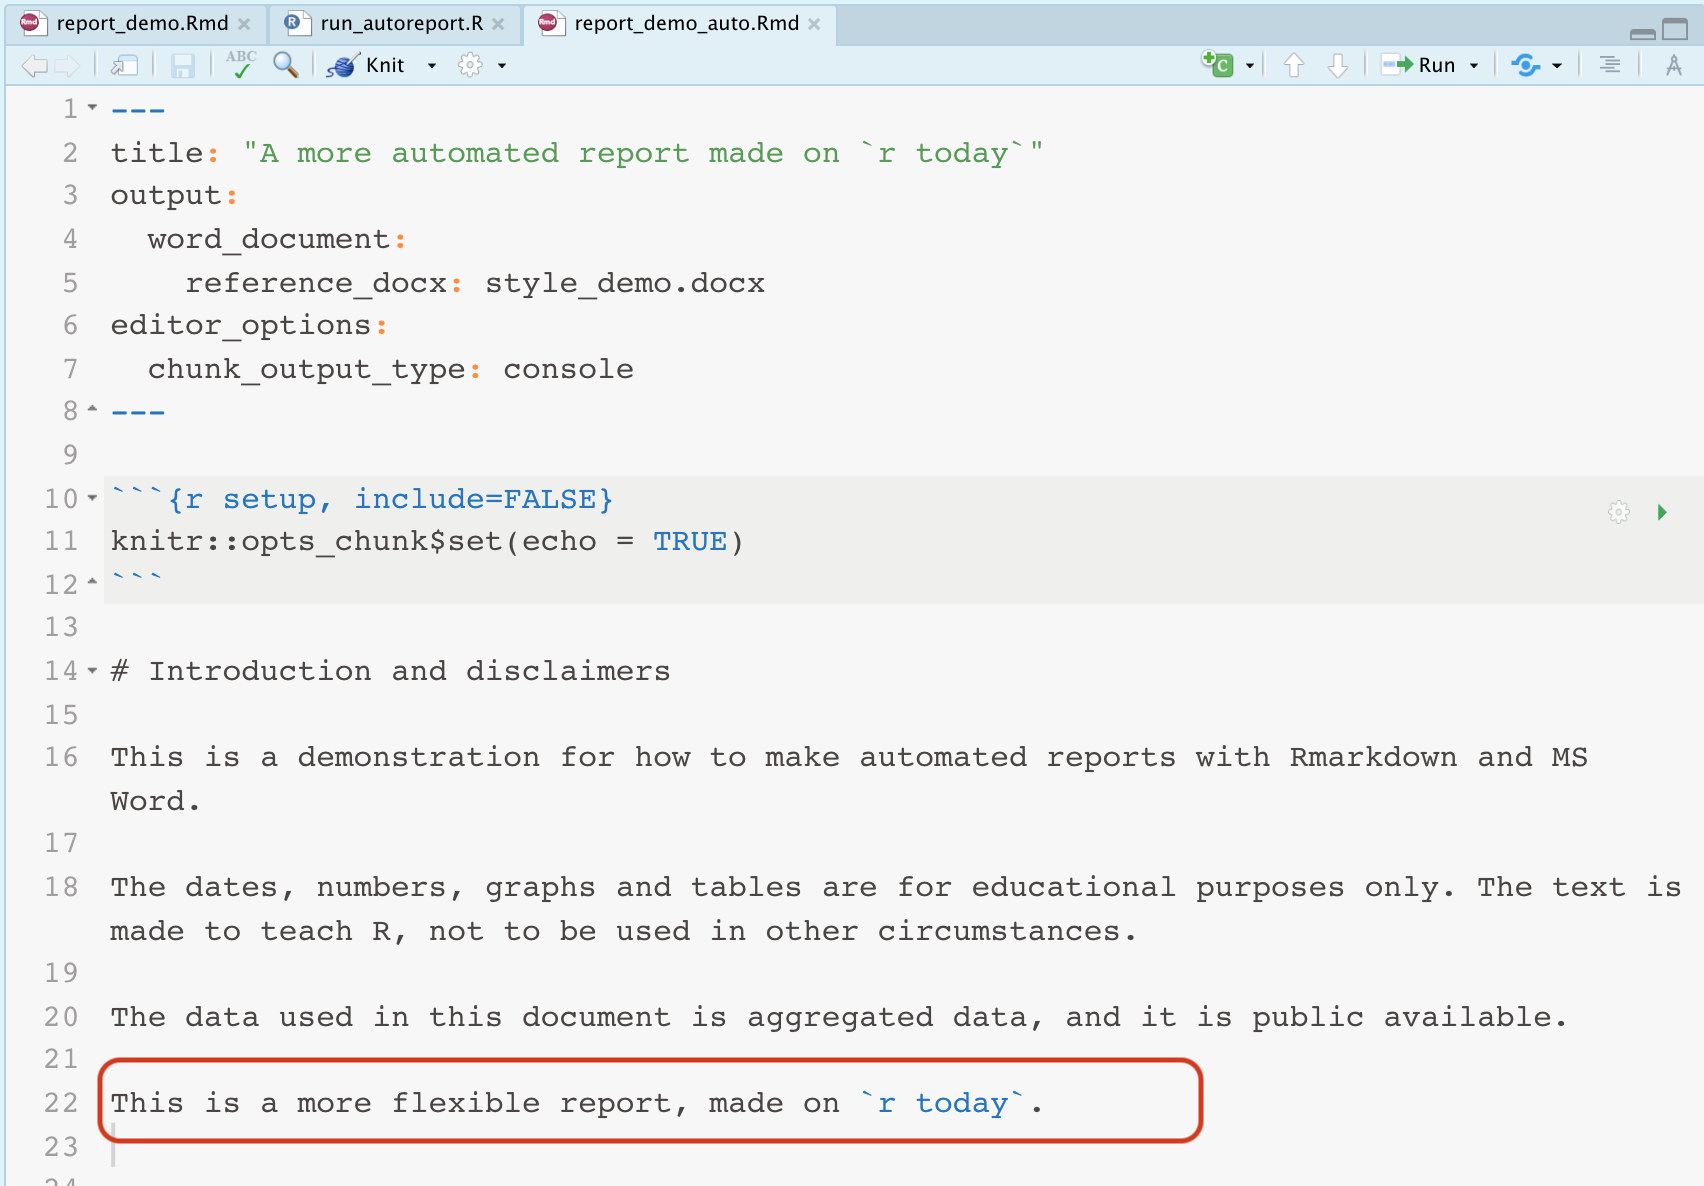 report_demo.Rmd
run_autoreport.R
report_demo_auto.Rmd
ABC
Knit
Run
1 ---
2 title: "A more automated report made on `r today`"
3 output:
4   word_document:
5     reference_docx: style_demo.docx
6 editor_options:
7   chunk_output_type: console
8 ---
9
10 ```{r setup, include=FALSE}
11 knitr::opts_chunk$set(echo = TRUE)
12 ```
13
14 # Introduction and disclaimers
15
16 This is a demonstration for how to make automated reports with Rmarkdown and MS
Word.
17
18 The dates, numbers, graphs and tables are for educational purposes only. The text is
made to teach R, not to be used in other circumstances.
19
20 The data used in this document is aggregated data, and it is public available.
21
22 This is a more flexible report, made on `r today`.
23
24